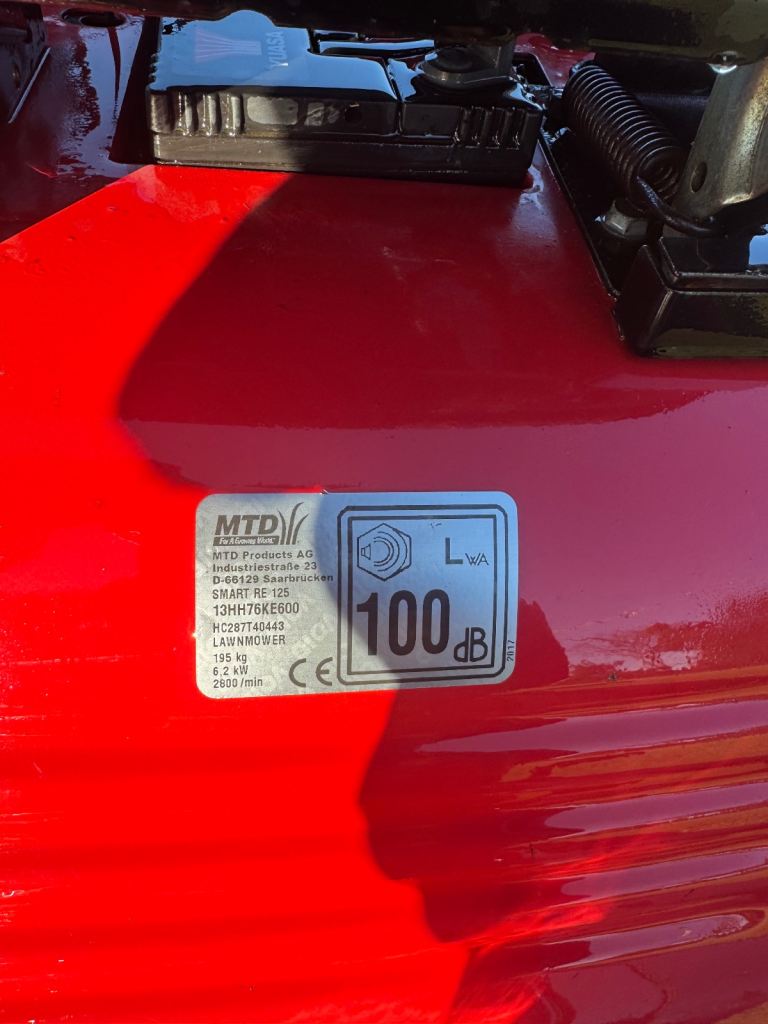 YUASA
MTD
For A Growing World.
MTD Products AG
Industriestraße 23
D-66129 Saarbrücken
SMART RE 125
13HH76KE600
HC287T40443
LAWNMOWER
195 kg
6,2 kW
2800/min
CE
LWA
100 dB
2017